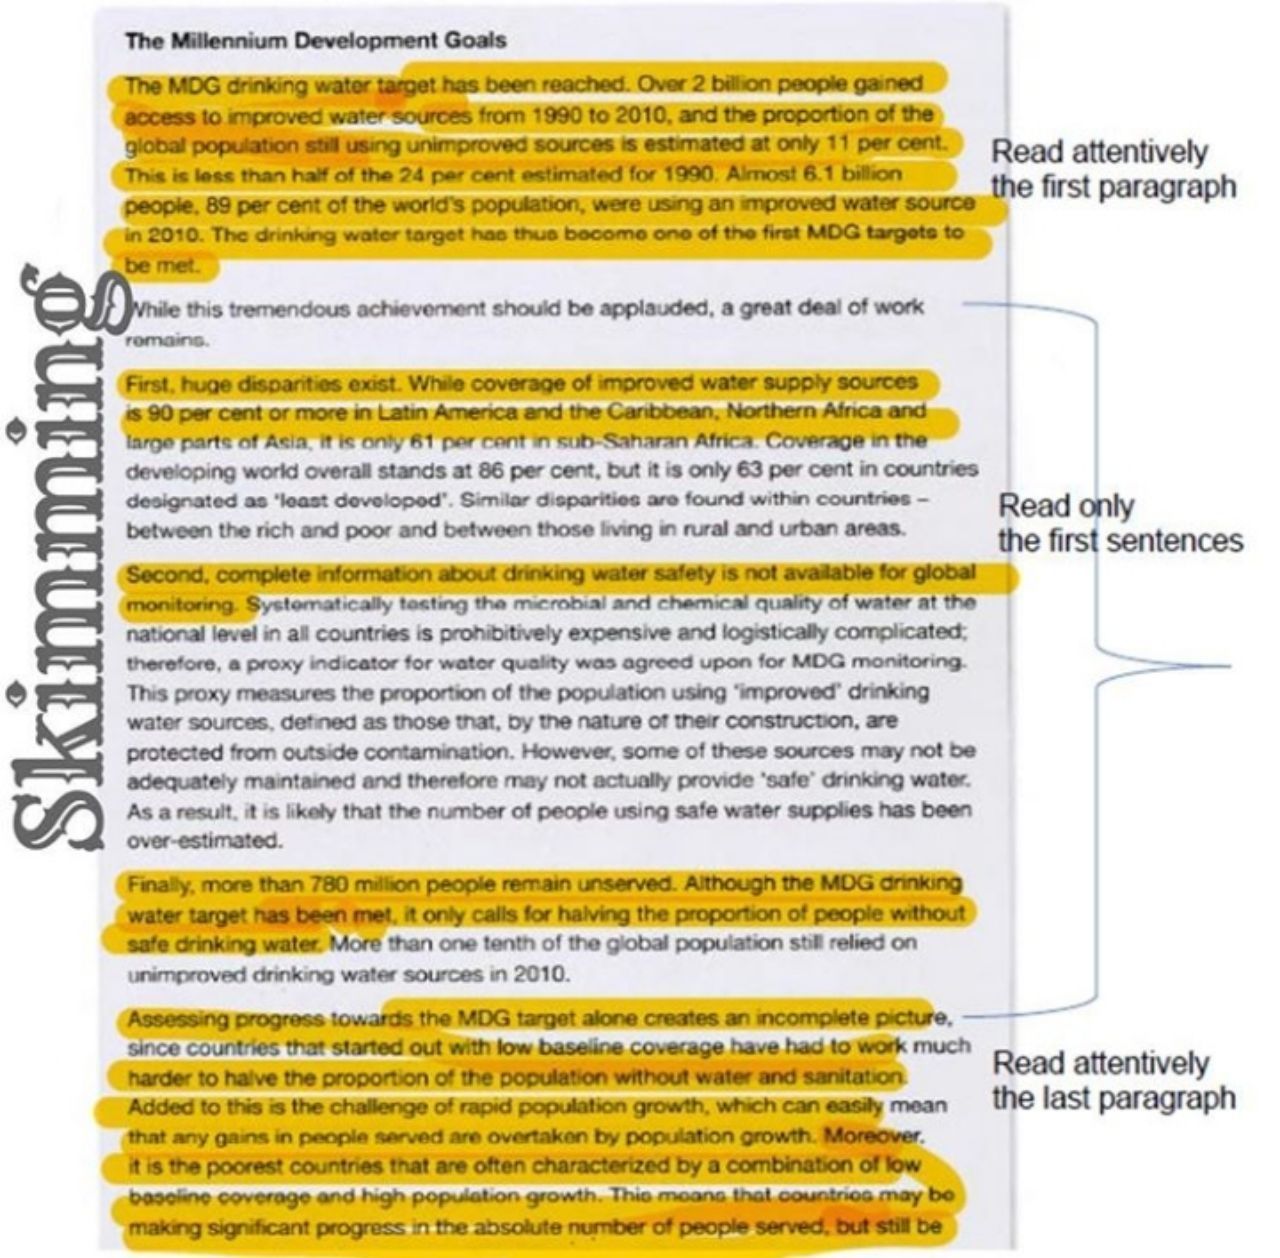 Skimming
The Millennium Development Goals
The MDG drinking water target has been reached. Over 2 billion people gained
access to improved water sources from 1990 to 2010, and the proportion of the
global population still using unimproved sources is estimated at only 11 per cent.
This is less than half of the 24 per cent estimated for 1990. Almost 6.1 billion
people, 89 per cent of the world's population, were using an improved water source
in 2010. The drinking water target has thus become one of the first MDG targets to
be met.
Read attentively
the first paragraph
While this tremendous achievement should be applauded, a great deal of work
remains.
First, huge disparities exist. While coverage of improved water supply sources
is 90 per cent or more in Latin America and the Caribbean, Northern Africa and
large parts of Asia, it is only 61 per cent in sub-Saharan Africa. Coverage in the
developing world overall stands at 86 per cent, but it is only 63 per cent in countries
designated as 'least developed'. Similar disparities are found within countries –
between the rich and poor and between those living in rural and urban areas.
Read only
the first sentences
Second, complete information about drinking water safety is not available for global
monitoring. Systematically testing the microbial and chemical quality of water at the
national level in all countries is prohibitively expensive and logistically complicated;
therefore, a proxy indicator for water quality was agreed upon for MDG monitoring.
This proxy measures the proportion of the population using 'improved' drinking
water sources, defined as those that, by the nature of their construction, are
protected from outside contamination. However, some of these sources may not be
adequately maintained and therefore may not actually provide 'safe' drinking water.
As a result, it is likely that the number of people using safe water supplies has been
over-estimated.
Finally, more than 780 million people remain unserved. Although the MDG drinking
water target has been met, it only calls for halving the proportion of people without
safe drinking water. More than one tenth of the global population still relied on
unimproved drinking water sources in 2010.
Assessing progress towards the MDG target alone creates an incomplete picture,
since countries that started out with low baseline coverage have had to work much
harder to halve the proportion of the population without water and sanitation.
Added to this is the challenge of rapid population growth, which can easily mean
that any gains in people served are overtaken by population growth. Moreover,
it is the poorest countries that are often characterized by a combination of low
baseline coverage and high population growth. This means that countries may be
making significant progress in the absolute number of people served, but still be
Read attentively
the last paragraph